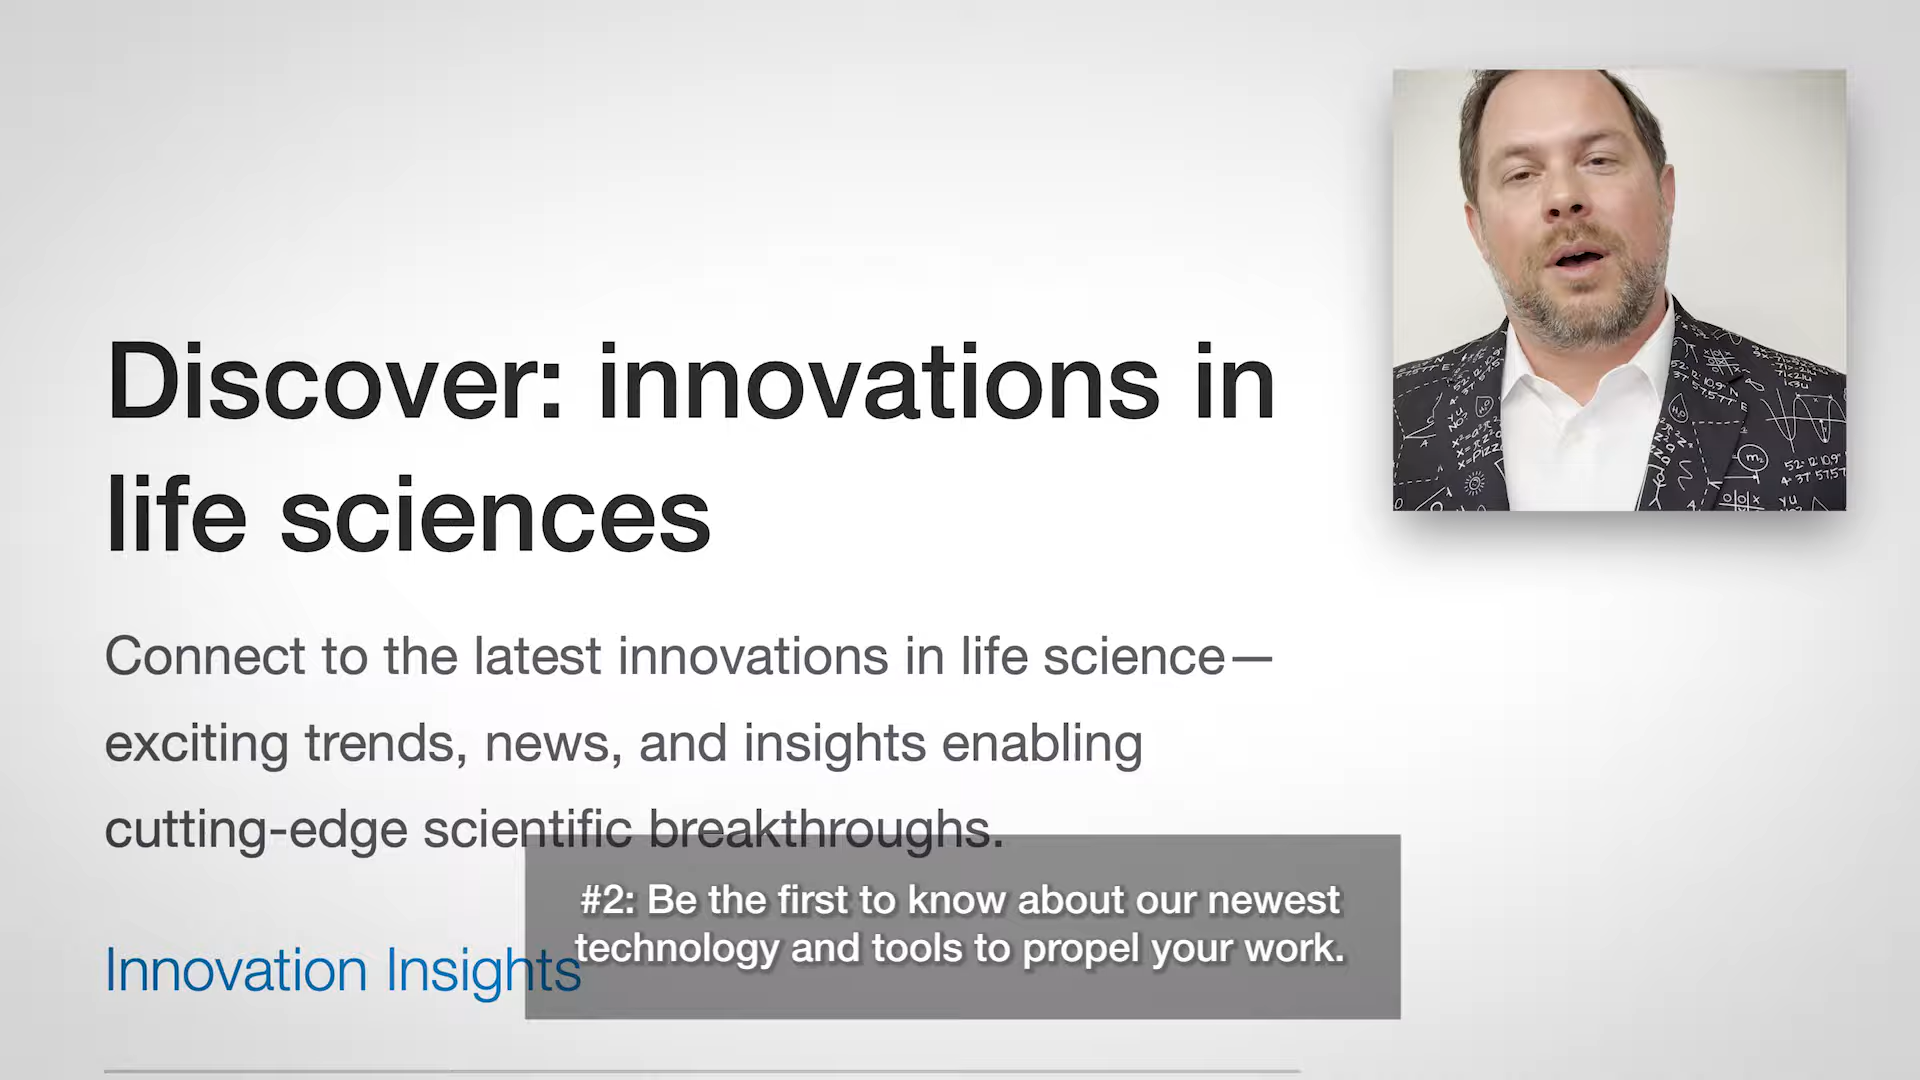 Discover: innovations in
life sciences
Connect to the latest innovations in life science—
exciting trends, news, and insights enabling
cutting-edge scientific breakthroughs.
Innovation Insights
#2: Be the first to know about our newest
technology and tools to propel your work.